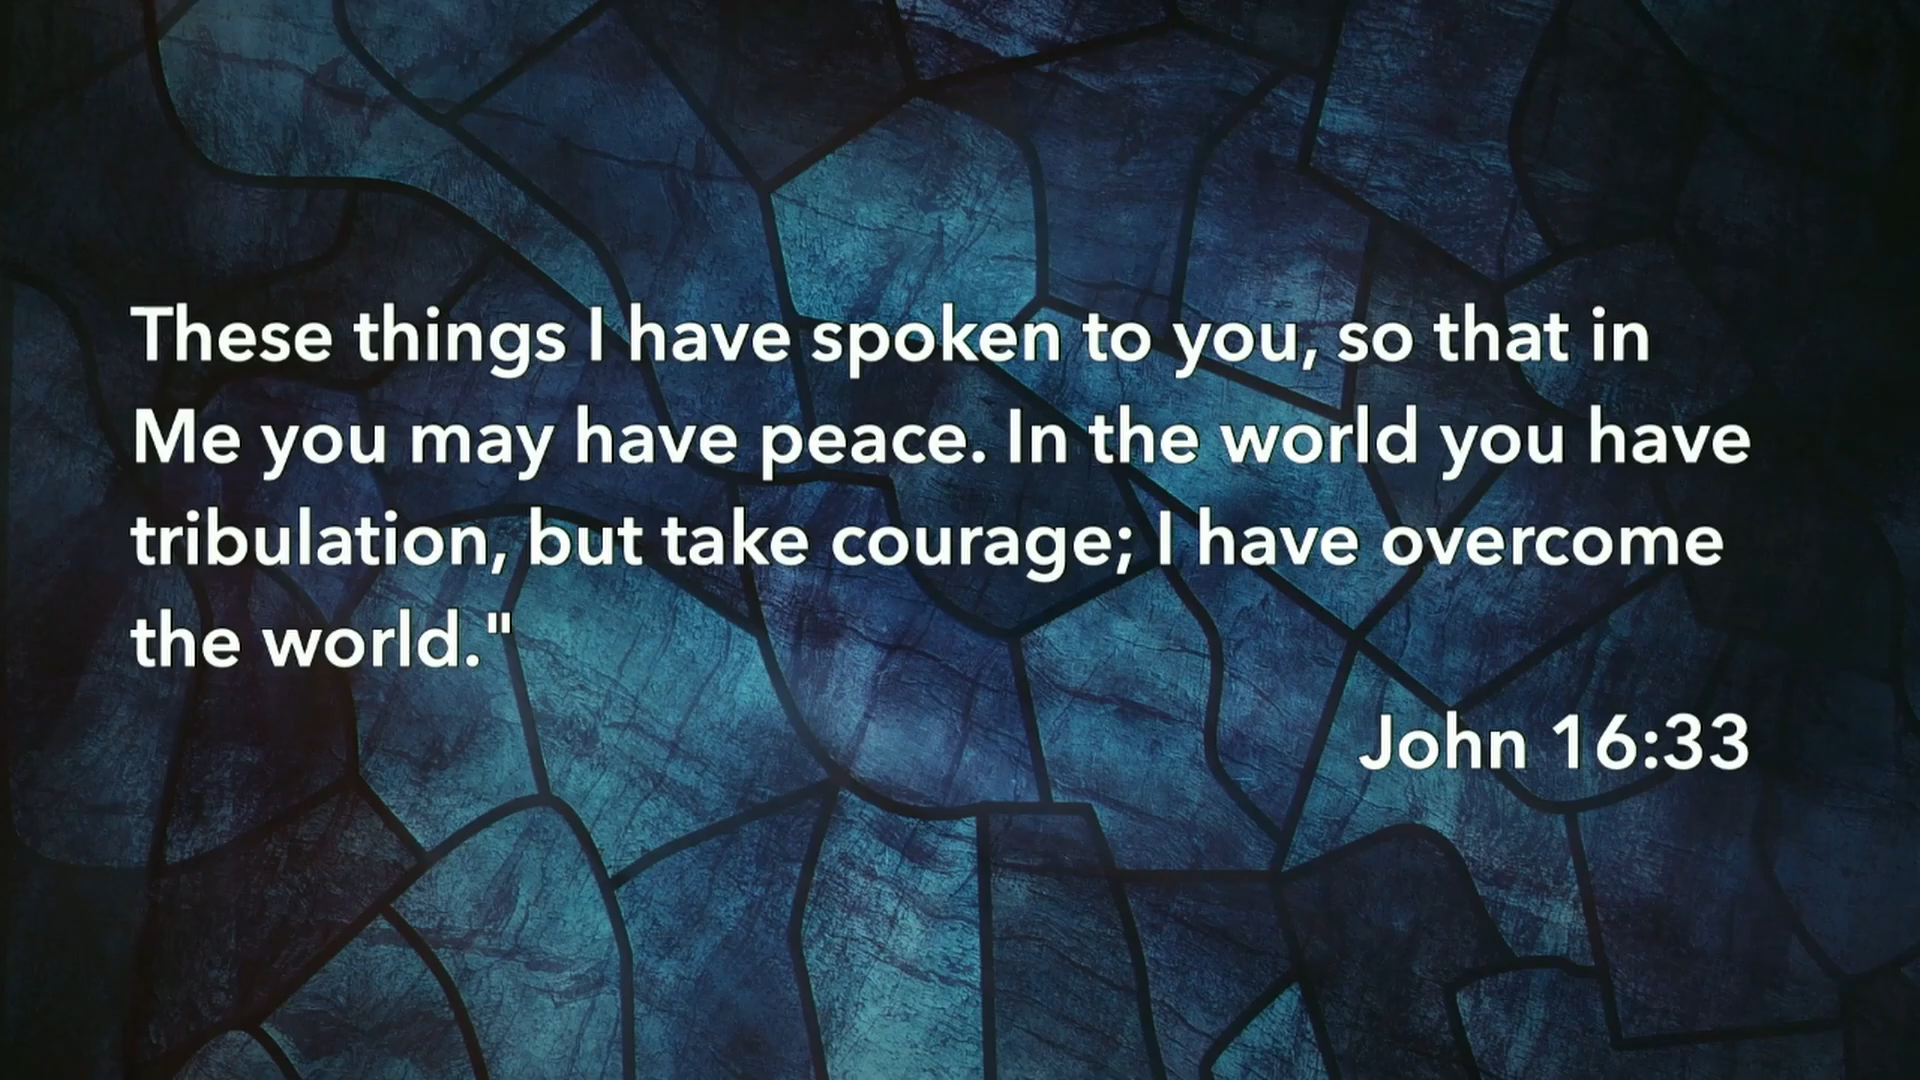 These things I have spoken to you, so that in
Me you may have peace. In the world you have
tribulation, but take courage; I have overcome
the world."
John 16:33